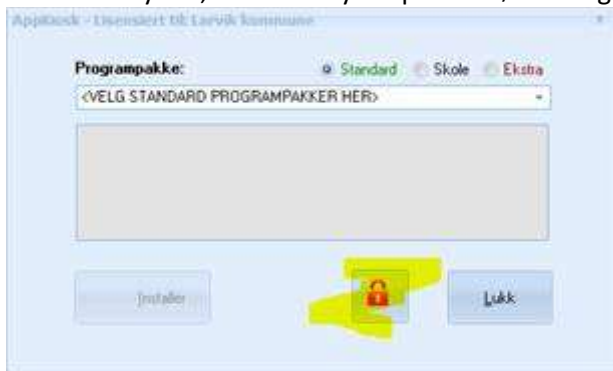 AppKiosk - Lisensiert til: Larvik kommune
Programpakke: Standard Skole Ekstra
<VELG STANDARD PROGRAMPAKKER HER>
Installer Lukk